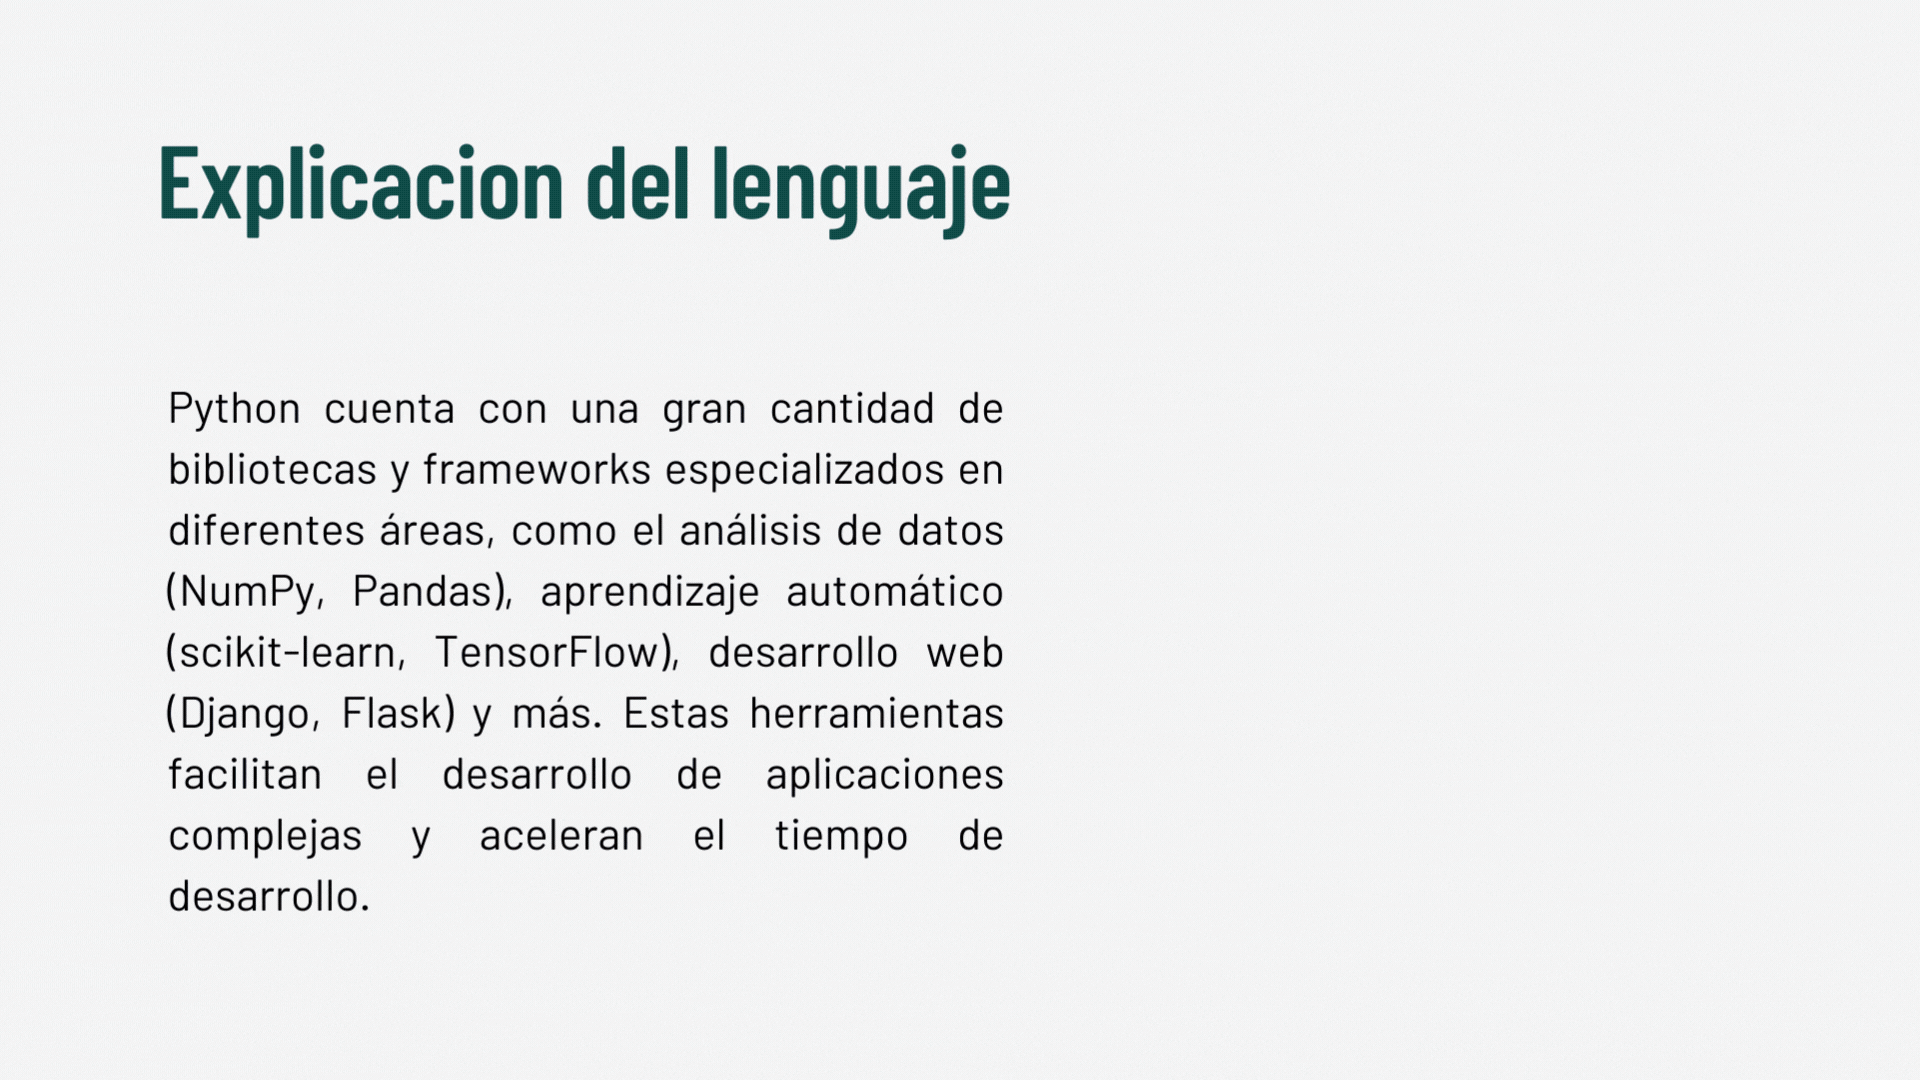 Explicacion del lenguaje
Python cuenta con una gran cantidad de
bibliotecas y frameworks especializados en
diferentes áreas, como el análisis de datos
(NumPy, Pandas), aprendizaje automático
(scikit-learn, TensorFlow), desarrollo web
(Django, Flask) y más. Estas herramientas
facilitan el desarrollo de aplicaciones
complejas y aceleran el tiempo de
desarrollo.